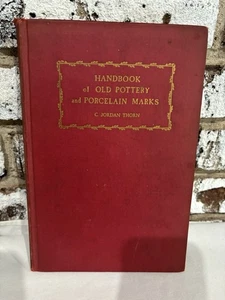 HANDBOOK
of OLD POTTERY
and PORCELAIN MARKS
C. JORDAN THORN